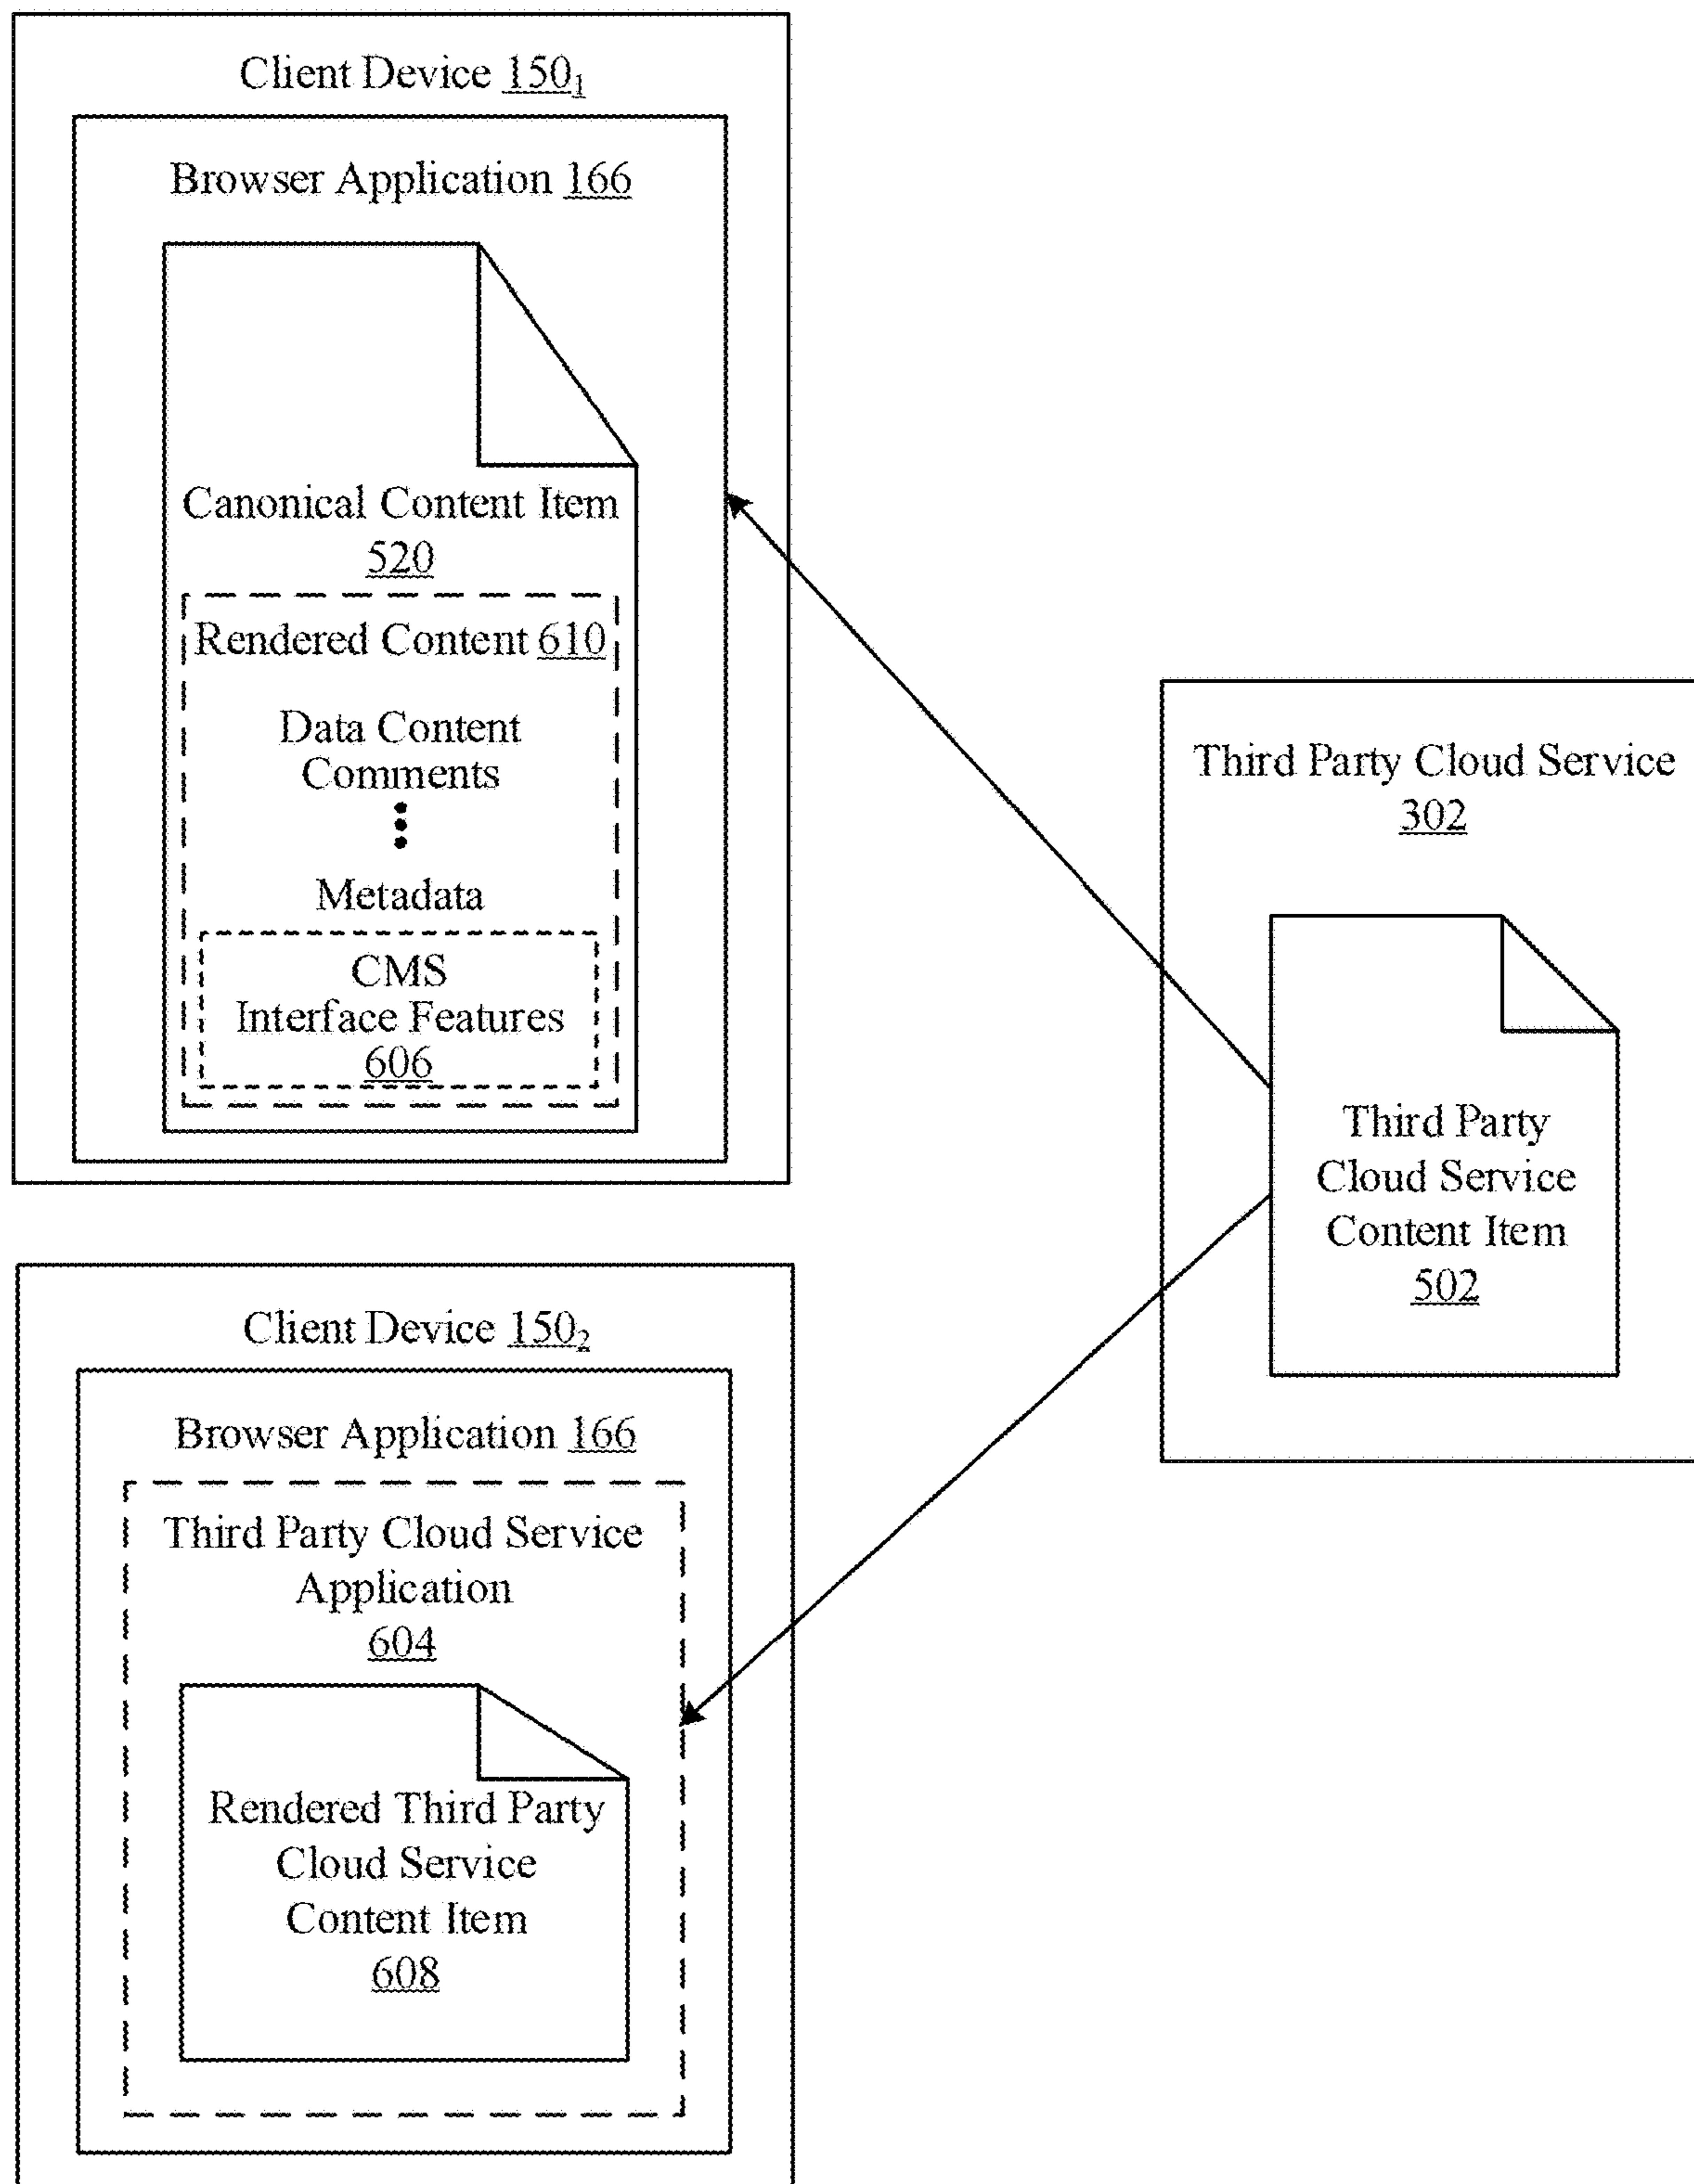 Client Device 150₁
Browser Application 166
Canonical Content Item
520
Rendered Content 610
Data Content
Comments
Metadata
CMS
Interface Features
606
Third Party Cloud Service
302
Third Party
Cloud Service
Content Item
502
Client Device 150₂
Browser Application 166
Third Party Cloud Service
Application
604
Rendered Third Party
Cloud Service
Content Item
608